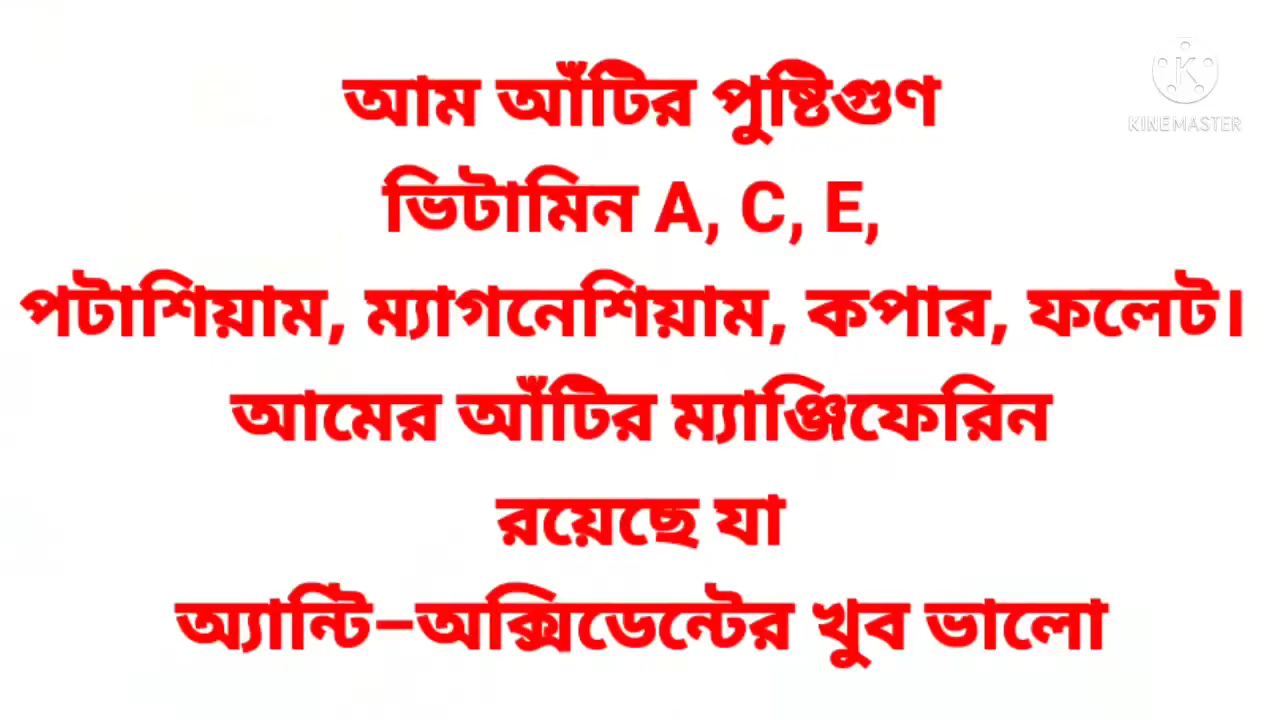 আম আঁটির পুষ্টিগুণ
ভিটামিন A, C, E,
পটাশিয়াম, ম্যাগনেশিয়াম, কপার, ফলেট।
আমের আঁটির ম্যাঞ্জিফেরিন
রয়েছে যা
অ্যান্টি–অক্সিডেন্টের খুব ভালো
KINEMASTER